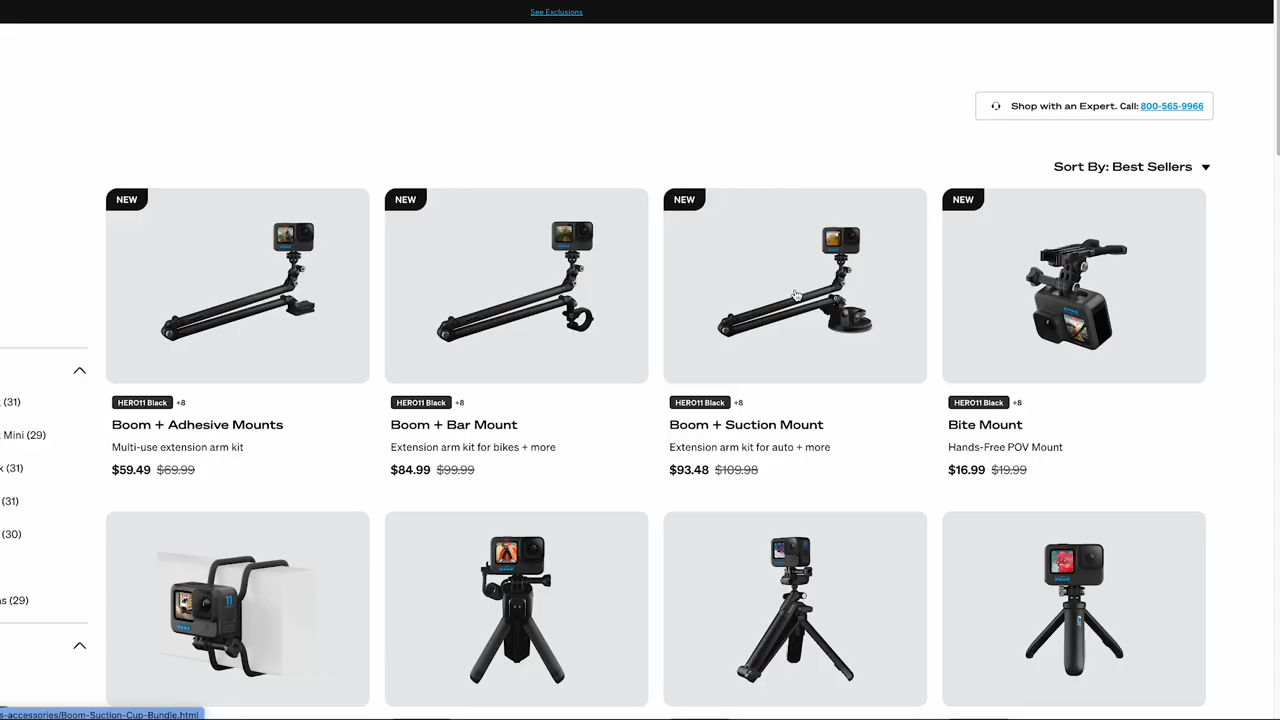 See Exclusions
Shop with an Expert. Call: 800-565-9966
Sort By: Best Sellers
NEW
NEW
NEW
NEW
HERO11 Black +8
HERO11 Black +8
HERO11 Black +8
HERO11 Black +8
Boom + Adhesive Mounts
Boom + Bar Mount
Boom + Suction Mount
Bite Mount
Multi-use extension arm kit
Extension arm kit for bikes + more
Extension arm kit for auto + more
Hands-Free POV Mount
$59.49 $69.99
$84.99 $99.99
$93.48 $109.98
$16.99 $19.99
(31)
Mini (29)
(31)
(31)
(30)
(29)
11
s-accessories/Boom-Suction-Cup-Bundle.html